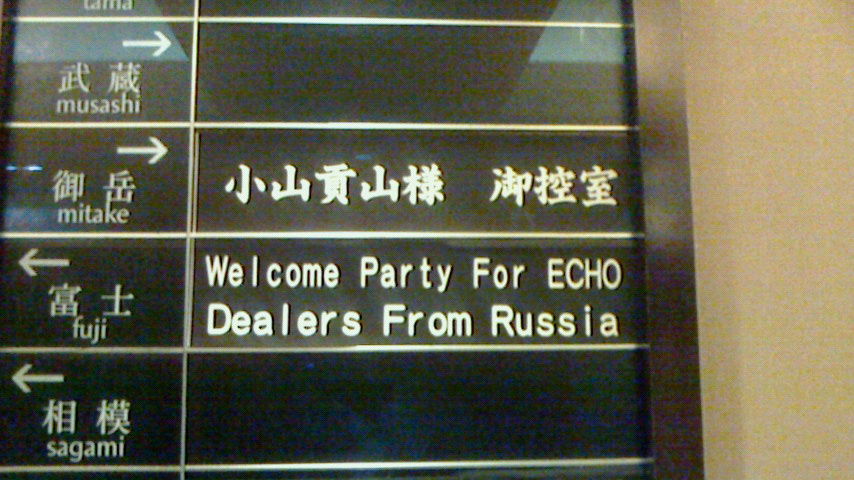 tama
→
武蔵
musashi
→
御岳
mitake
小山貢山様 御控室
←
富士
fuji
Welcome Party For ECHO
Dealers From Russia
←
相模
sagami